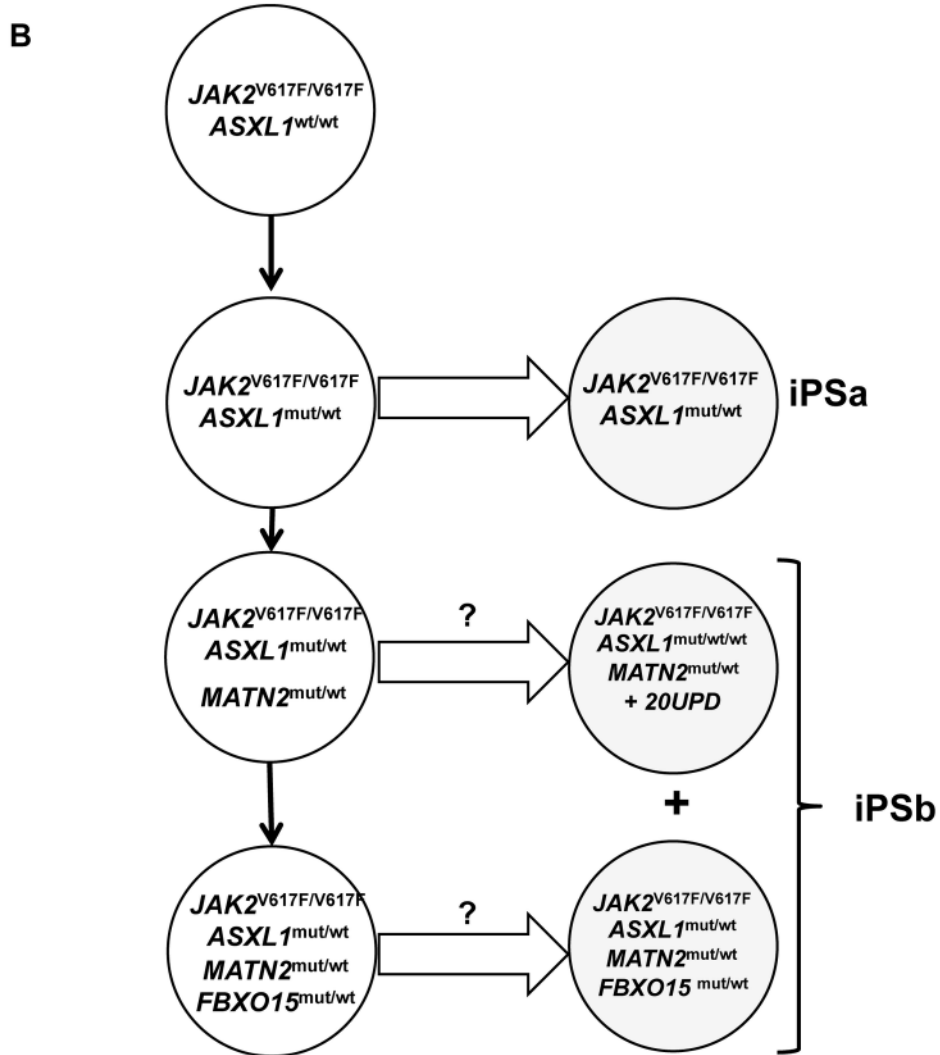 B
JAK2V617F/V617F
ASXL1wt/wt
JAK2V617F/V617F
ASXL1mut/wt
JAK2V617F/V617F
ASXL1mut/wt
iPSa
JAK2V617F/V617F
ASXL1mut/wt
MATN2mut/wt
?
JAK2V617F/V617F
ASXL1mut/wt/wt
MATN2mut/wt
+ 20UPD
+
iPSb
JAK2V617F/V617F
ASXL1mut/wt
MATN2mut/wt
FBXO15mut/wt
?
JAK2V617F/V617F
ASXL1mut/wt
MATN2mut/wt
FBXO15 mut/wt